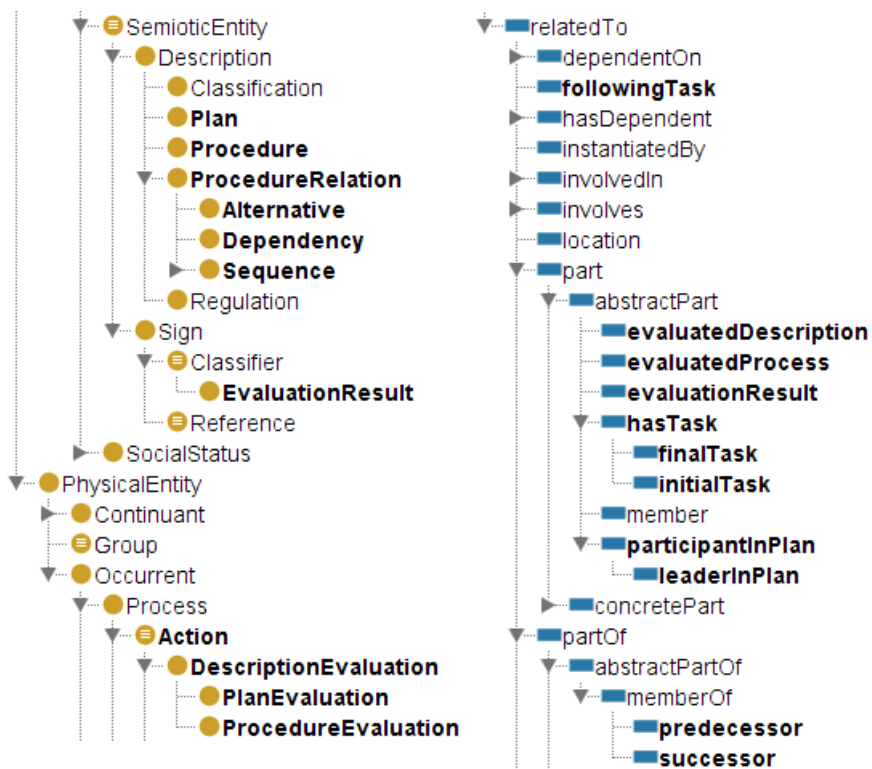 SemioticEntity
Description
Classification
Plan
Procedure
ProcedureRelation
Alternative
Dependency
Sequence
Regulation
Sign
Classifier
EvaluationResult
Reference
SocialStatus
PhysicalEntity
Continuant
Group
Occurrent
Process
Action
DescriptionEvaluation
PlanEvaluation
ProcedureEvaluation
relatedTo
dependentOn
followingTask
hasDependent
instantiatedBy
involvedIn
involves
location
part
abstractPart
evaluatedDescription
evaluatedProcess
evaluationResult
hasTask
finalTask
initialTask
member
participantInPlan
leaderInPlan
concretePart
partOf
abstractPartOf
memberOf
predecessor
successor